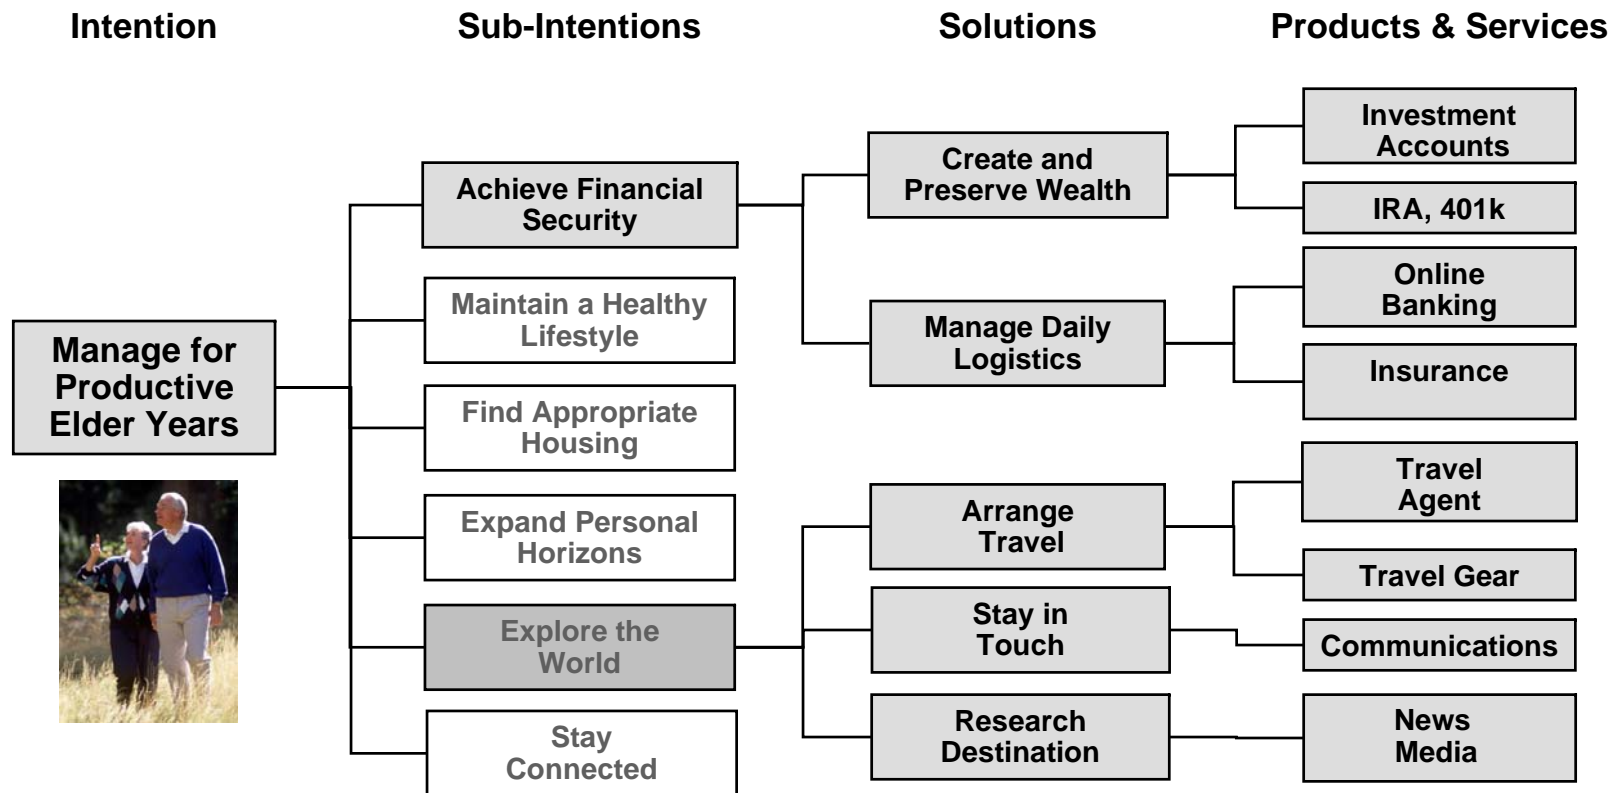 Intention
Sub-Intentions
Solutions
Products & Services
Manage for
Productive
Elder Years
Achieve Financial
Security
Maintain a Healthy
Lifestyle
Find Appropriate
Housing
Expand Personal
Horizons
Explore the
World
Stay
Connected
Create and
Preserve Wealth
Manage Daily
Logistics
Arrange
Travel
Stay in
Touch
Research
Destination
Investment
Accounts
IRA, 401k
Online
Banking
Insurance
Travel
Agent
Travel Gear
Communications
News
Media